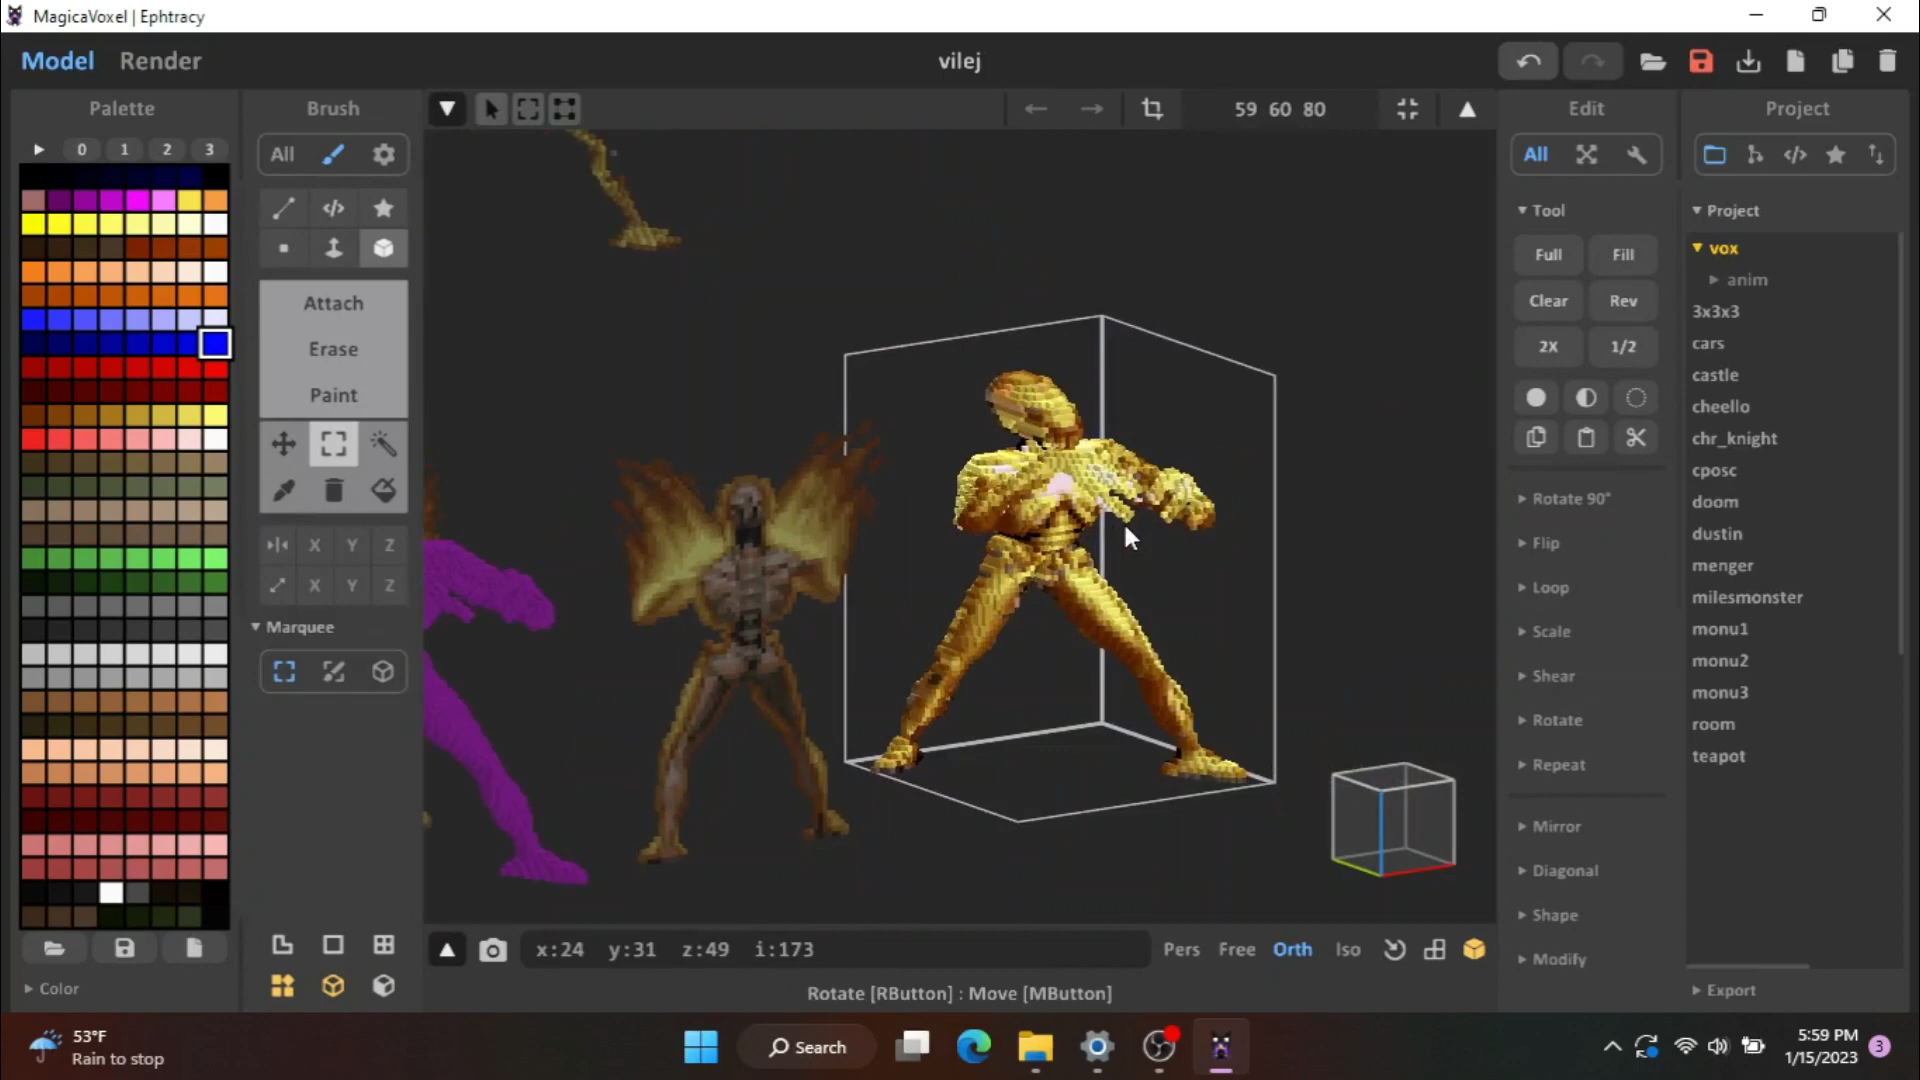 MagicaVoxel | Ephtracy
Model Render
vilej
Palette
Brush
59 60 80
Edit
Project
0 1 2 3
All
All
Tool
Project
Full Fill
vox
anim
Clear Rev
Attach
3x3x3
Erase
2X 1/2
cars
castle
Paint
cheello
chr_knight
cposc
Rotate 90°
doom
Flip
dustin
X Y Z
menger
Loop
X Y Z
milesmonster
Marquee
Scale
monu1
monu2
Shear
monu3
Rotate
room
Repeat
teapot
Mirror
Diagonal
Shape
x:24 y:31 z:49 i:173
Pers Free Orth Iso
Modify
Color
Rotate [RButton] : Move [MButton]
Export
53°F
Rain to stop
Search
5:59 PM
1/15/2023
3